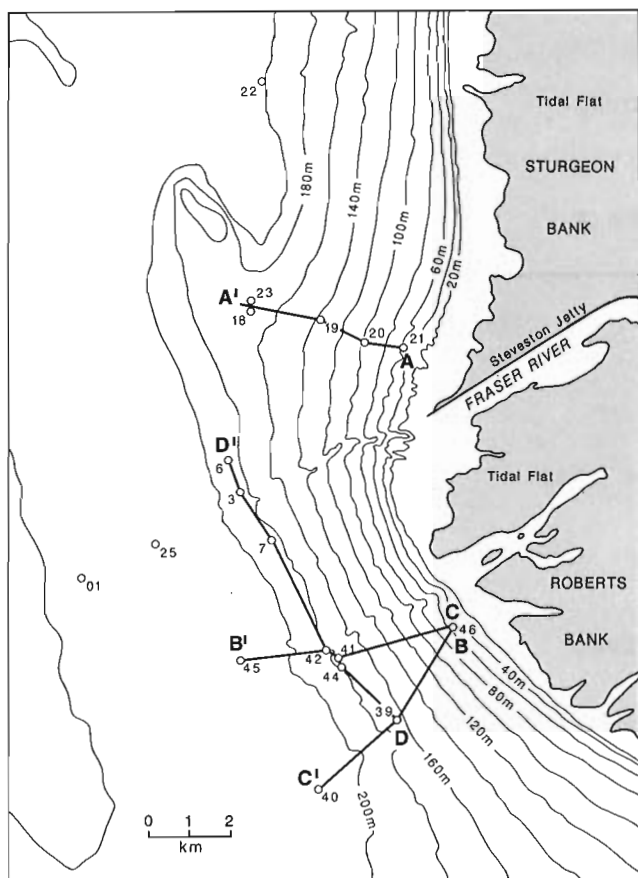 22
Tidal Flat
STURGEON
BANK
180m
140m
100m
60m
20m
A'
23
18
19
20
21
A
Steveston Jetty
FRASER RIVER
D'
6
3
7
Tidal Flat
25
01
ROBERTS
BANK
C
46
B
B'
45
42
41
44
40m
80m
120m
160m
200m
39
D
C'
40
0 1 2
km